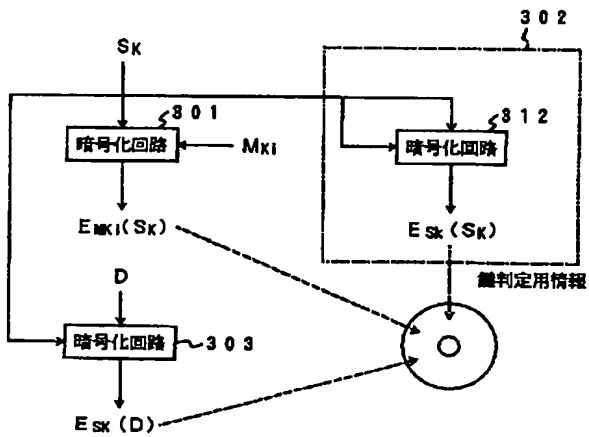 302
SK
301
312
暗号化回路
MKi
暗号化回路
EMKi(SK)
ESk(SK)
鍵判定用情報
D
暗号化回路
303
ESK(D)